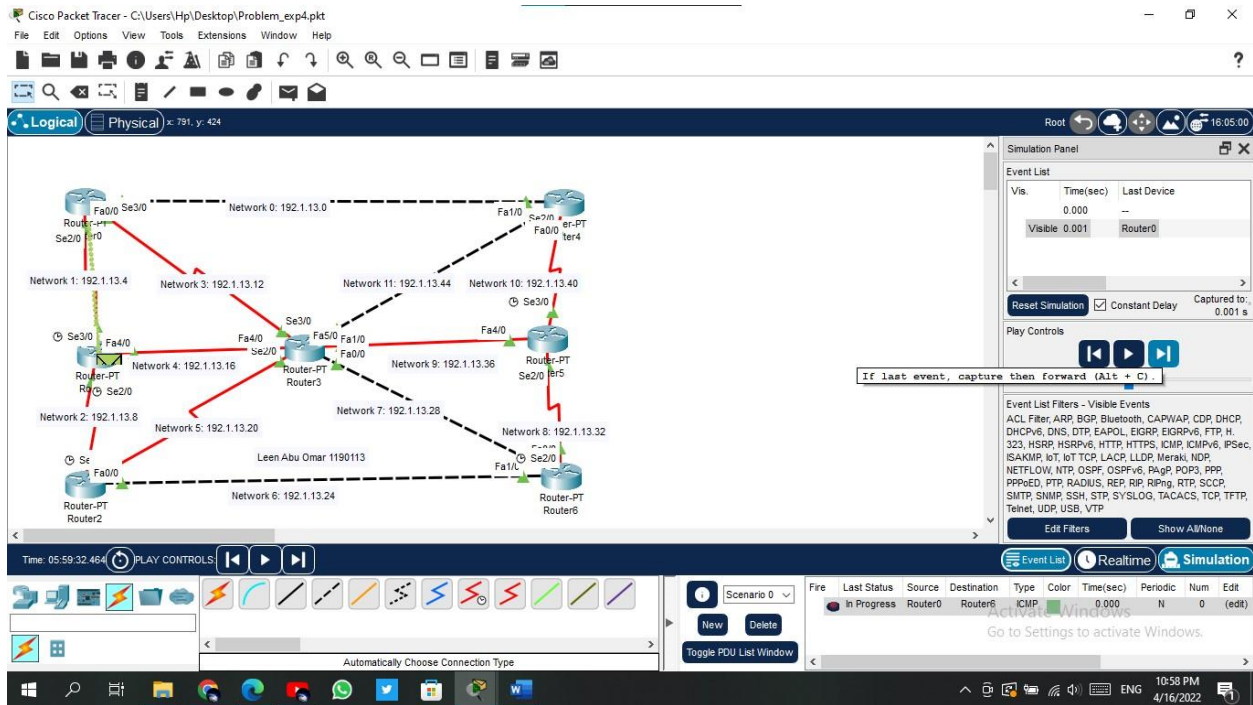 Cisco Packet Tracer - C:\Users\Hp\Desktop\Problem_exp4.pkt
File Edit Options View Tools Extensions Window Help
?
Logical Physical x: 791, y: 424 Root 16:05:00
Simulation Panel
Event List
Vis. Time(sec) Last Device
0.000 --
Visible 0.001 Router0
Reset Simulation Constant Delay Captured to:
0.001 s
Play Controls
If last event, capture then forward (Alt + C).
Event List Filters - Visible Events
ACL Filter, ARP, BGP, Bluetooth, CAPWAP, CDP, DHCP,
DHCPv6, DNS, DTP, EAPOL, EIGRP, EIGRPv6, FTP, H.
323, HSRP, HSRPv6, HTTP, HTTPS, ICMP, ICMPv6, IPSec,
ISAKMP, IoT, IoT TCP, LACP, LLDP, Meraki, NDP,
NETFLOW, NTP, OSPF, OSPFv6, PAgP, POP3, PPP,
PPPoED, PTP, RADIUS, REP, RIP, RIPng, RTP, SCCP,
SMTP, SNMP, SSH, STP, SYSLOG, TACACS, TCP, TFTP,
Telnet, UDP, USB, VTP
Edit Filters Show All/None
Fa0/0 Se3/0 Network 0: 192.1.13.0 Fa1/0 Se2/0
Se2/0 Fa0/0
Network 1: 192.1.13.4 Network 3: 192.1.13.12 Network 11: 192.1.13.44 Network 10: 192.1.13.40
Se3/0
Se3/0 Fa4/0 Se3/0 Fa4/0 Se2/0 Fa5/0 Fa1/0 Fa0/0 Fa4/0
Router-PT Network 4: 192.1.13.16 Router-PT
Router3 Network 9: 192.1.13.36 Router-PT
Se2/0 Se2/0
Network 2: 192.1.13.8 Network 5: 192.1.13.20 Network 7: 192.1.13.28 Network 8: 192.1.13.32
Leen Abu Omar 1190113 Se2/0
Fa0/0 Fa1/0
Network 6: 192.1.13.24
Router-PT
Router2
Router-PT
Router6
Time: 05:59:32.464 PLAY CONTROLS: Event List Realtime Simulation
Automatically Choose Connection Type
Scenario 0
New Delete
Toggle PDU List Window
Fire Last Status Source Destination Type Color Time(sec) Periodic Num Edit
In Progress Router0 Router6 ICMP 0.000 N 0 (edit)
Activate Windows
Go to Settings to activate Windows.
ENG 10:58 PM
4/16/2022